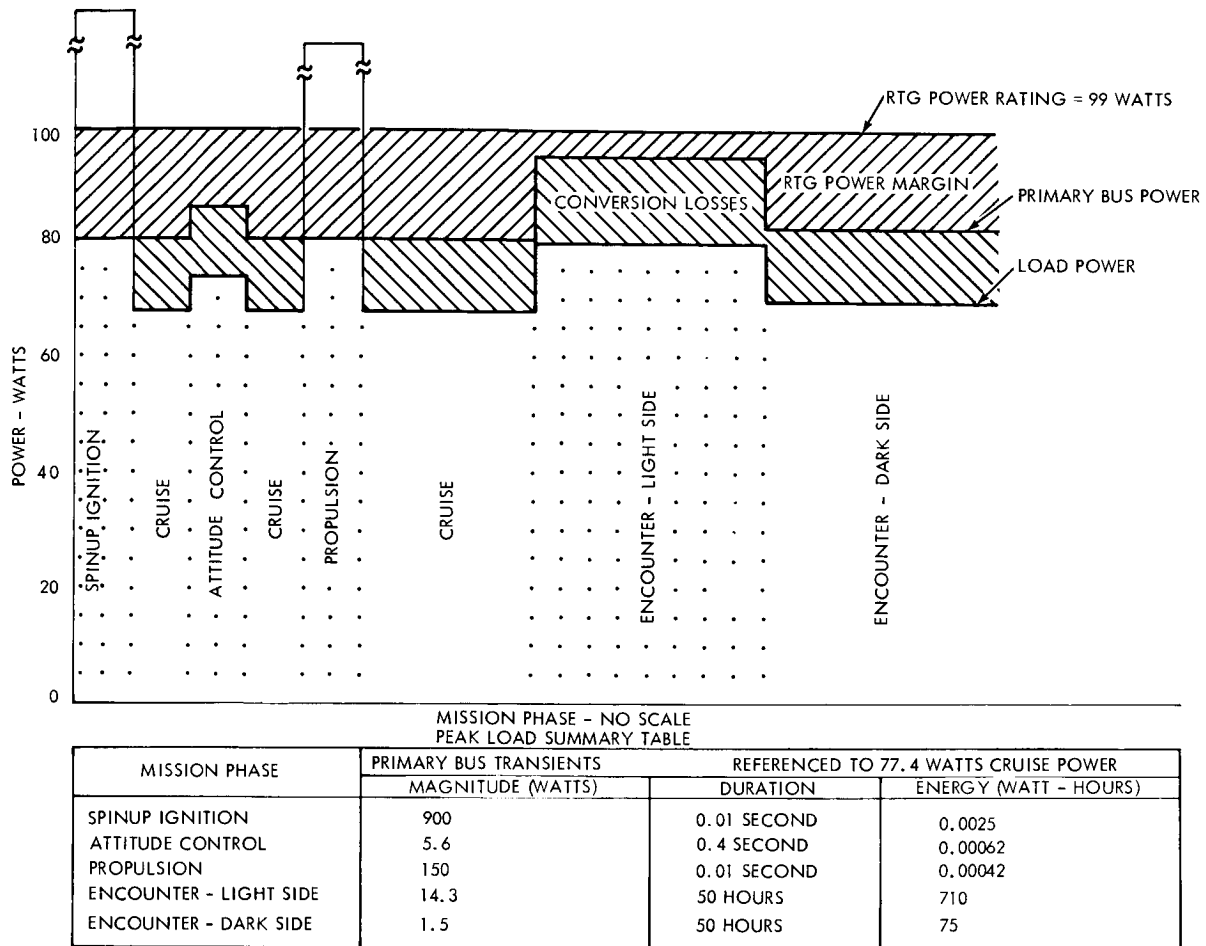 RTG POWER RATING = 99 WATTS
100
CONVERSION LOSSES
RTG POWER MARGIN
PRIMARY BUS POWER
80
LOAD POWER
60
POWER - WATTS
40
20
0
SPINUP IGNITION
CRUISE
ATTITUDE CONTROL
CRUISE
PROPULSION
CRUISE
ENCOUNTER - LIGHT SIDE
ENCOUNTER - DARK SIDE
MISSION PHASE - NO SCALE
PEAK LOAD SUMMARY TABLE
MISSION PHASE PRIMARY BUS TRANSIENTS REFERENCED TO 77.4 WATTS CRUISE POWER
MAGNITUDE (WATTS) DURATION ENERGY (WATT - HOURS)
SPINUP IGNITION 900 0.01 SECOND 0.0025
ATTITUDE CONTROL 5.6 0.4 SECOND 0.00062
PROPULSION 150 0.01 SECOND 0.00042
ENCOUNTER - LIGHT SIDE 14.3 50 HOURS 710
ENCOUNTER - DARK SIDE 1.5 50 HOURS 75